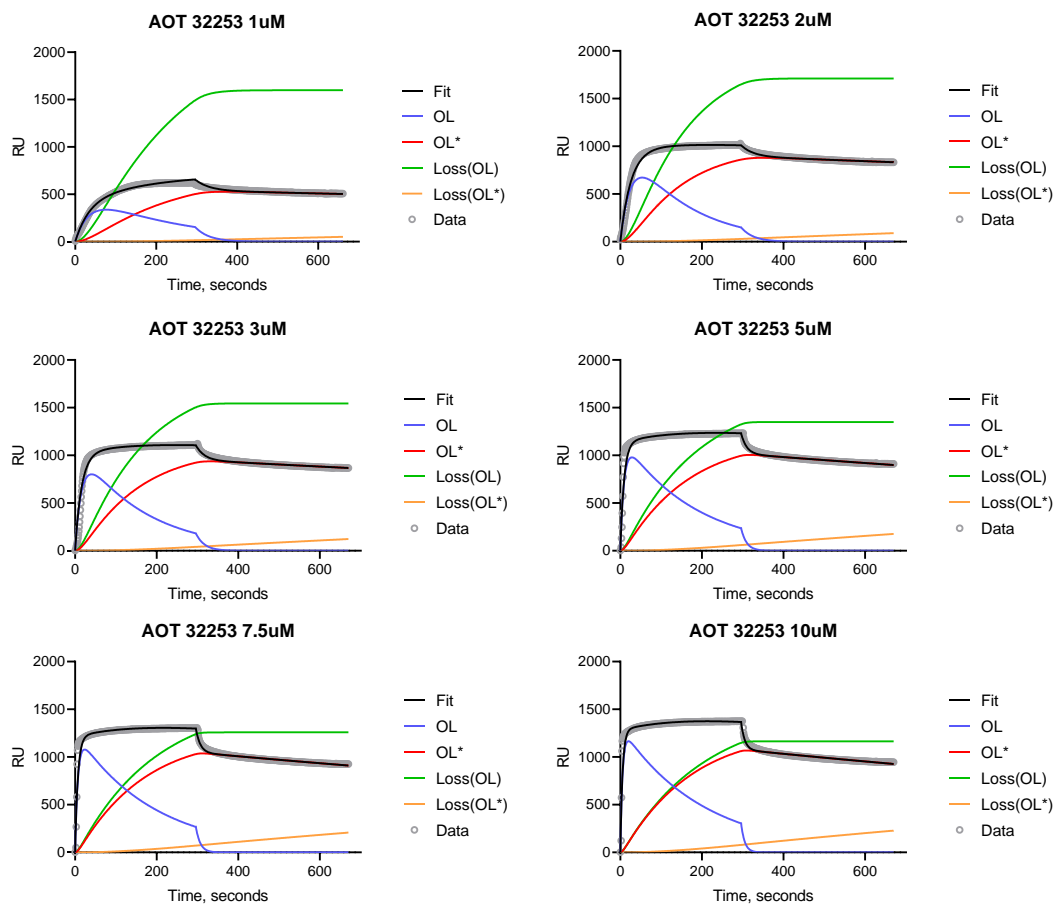 AOT 32253 1uM
2000
1500
1000
500
0
RU
0 200 400 600
Time, seconds
Fit
OL
OL*
Loss(OL)
Loss(OL*)
Data
AOT 32253 2uM
2000
1500
1000
500
0
RU
0 200 400 600
Time, seconds
Fit
OL
OL*
Loss(OL)
Loss(OL*)
Data
AOT 32253 3uM
2000
1500
1000
500
0
RU
0 200 400 600
Time, seconds
Fit
OL
OL*
Loss(OL)
Loss(OL*)
Data
AOT 32253 5uM
2000
1500
1000
500
0
RU
0 200 400 600
Time, seconds
Fit
OL
OL*
Loss(OL)
Loss(OL*)
Data
AOT 32253 7.5uM
2000
1500
1000
500
0
RU
0 200 400 600
Time, seconds
Fit
OL
OL*
Loss(OL)
Loss(OL*)
Data
AOT 32253 10uM
2000
1500
1000
500
0
RU
0 200 400 600
Time, seconds
Fit
OL
OL*
Loss(OL)
Loss(OL*)
Data